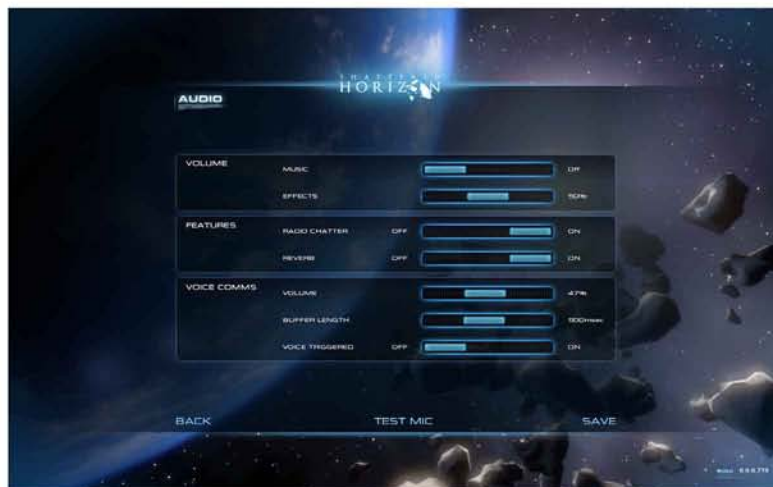 SHATTERED
HORIZON
AUDIO
VOLUME
MUSIC Off
EFFECTS 50%
FEATURES
RADIO CHATTER OFF ON
REVERB OFF ON
VOICE COMMS
VOLUME 47%
BUFFER LENGTH
VOICE TRIGGERED OFF ON
BACK TEST MIC SAVE